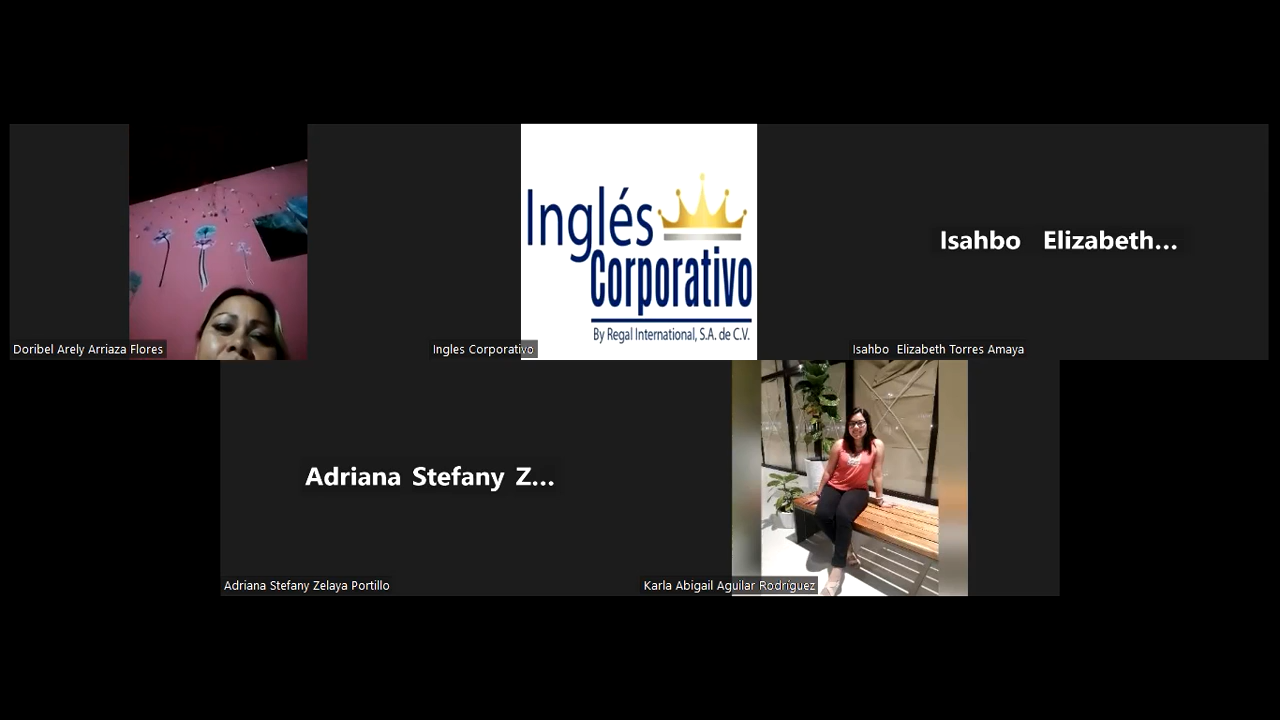 Inglés
Corporativo
By Regal International, S.A. de C.V.
Isahbo Elizabeth...
Doribel Arely Arriaza Flores
Ingles Corporativo
Isahbo Elizabeth Torres Amaya
Adriana Stefany Z...
Adriana Stefany Zelaya Portillo
Karla Abigail Aguilar Rodríguez